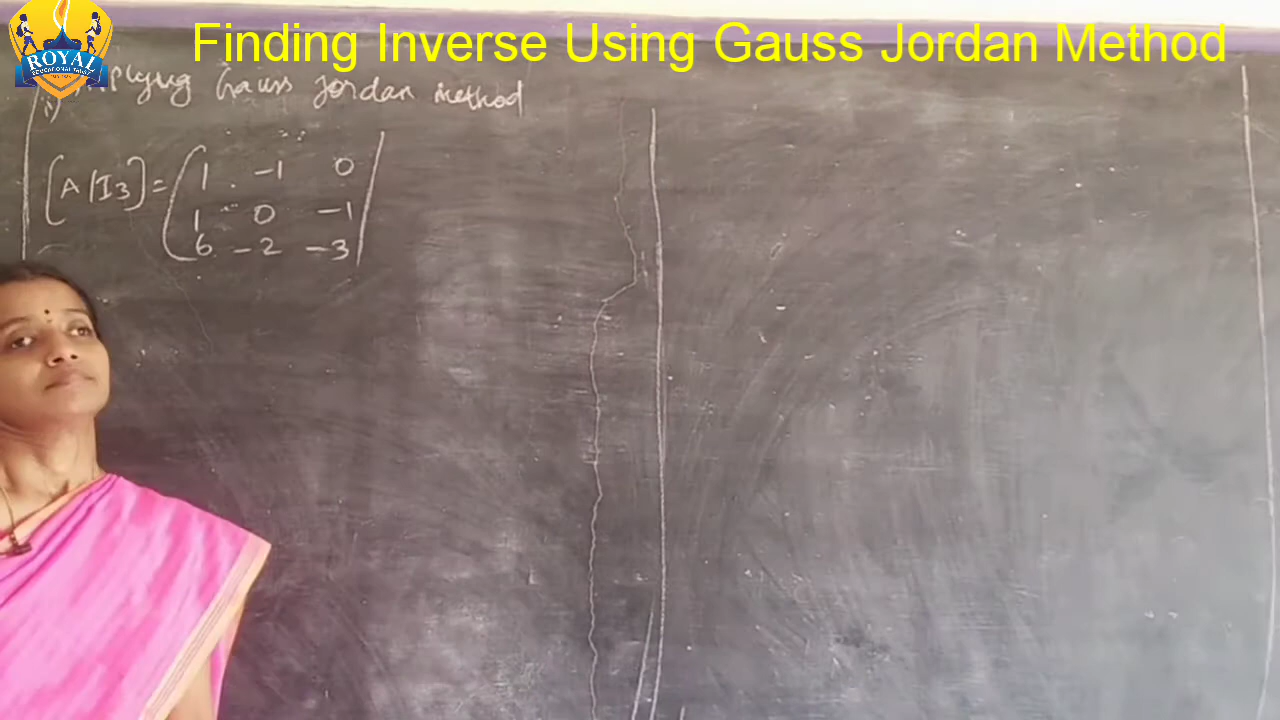 Finding Inverse Using Gauss Jordan Method
ROYAL
Gauss Jordan method
[A/I3]= 1 -1 0
1 0 -1
6 -2 -3